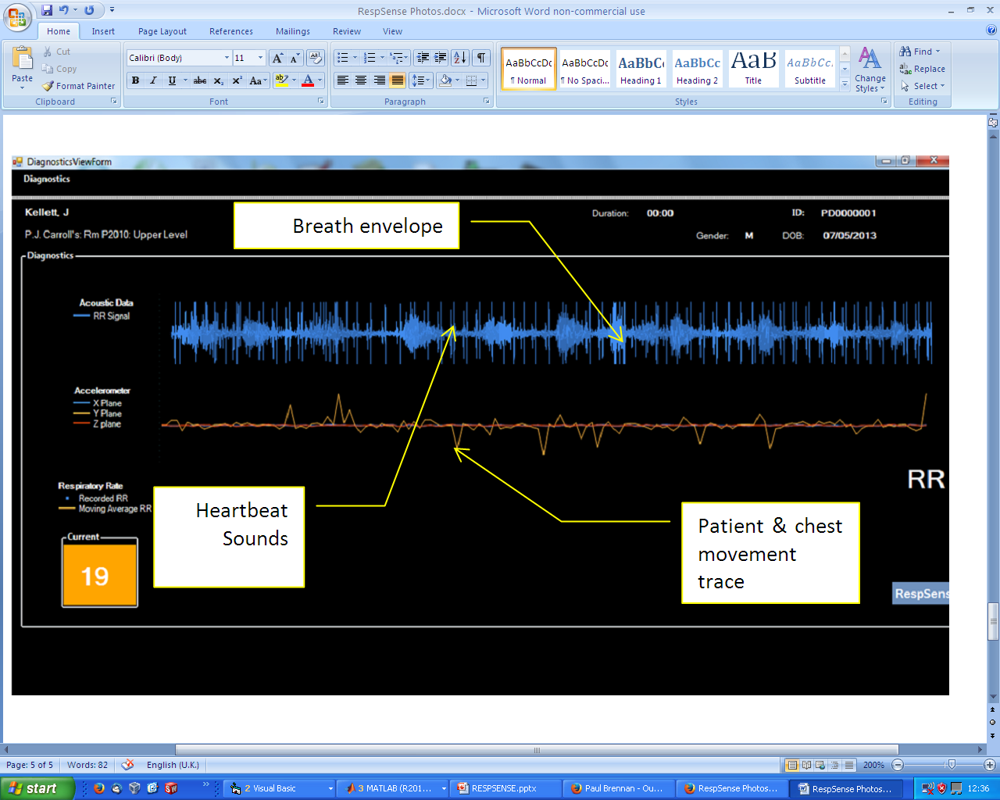 RespSense Photos.docx - Microsoft Word non-commercial use
Home Insert Page Layout References Mailings Review View
Paste
Cut
Copy
Format Painter
Clipboard
Calibri (Body) 11
B I U abc x₂ x² Aa
Font
Paragraph
AaBbCcDc AaBbCcDc AaBbCc AaBbCc AaB AaBbCc.
¶ Normal ¶ No Spaci... Heading 1 Heading 2 Title Subtitle
Change
Styles
Styles
Find
Replace
Select
Editing
DiagnosticsViewForm
Diagnostics
Kellett, J
P.J. Carroll's: Rm P2010: Upper Level
Duration: 00:00 ID: PD0000001
Gender: M DOB: 07/05/2013
Breath envelope
Diagnostics
Acoustic Data
RR Signal
Accelerometer
X Plane
Y Plane
Z plane
Respiratory Rate
Recorded RR
Moving Average RR
Current
19
Heartbeat
Sounds
Patient & chest
movement
trace
RR
RespSens
Page: 5 of 5 Words: 82 English (U.K.) 200%
start 2 Visual Basic 3 MATLAB (R201... RESPSENSE.pptx Paul Brennan - Ou... RespSense Photos... RespSense Photos... 12:36